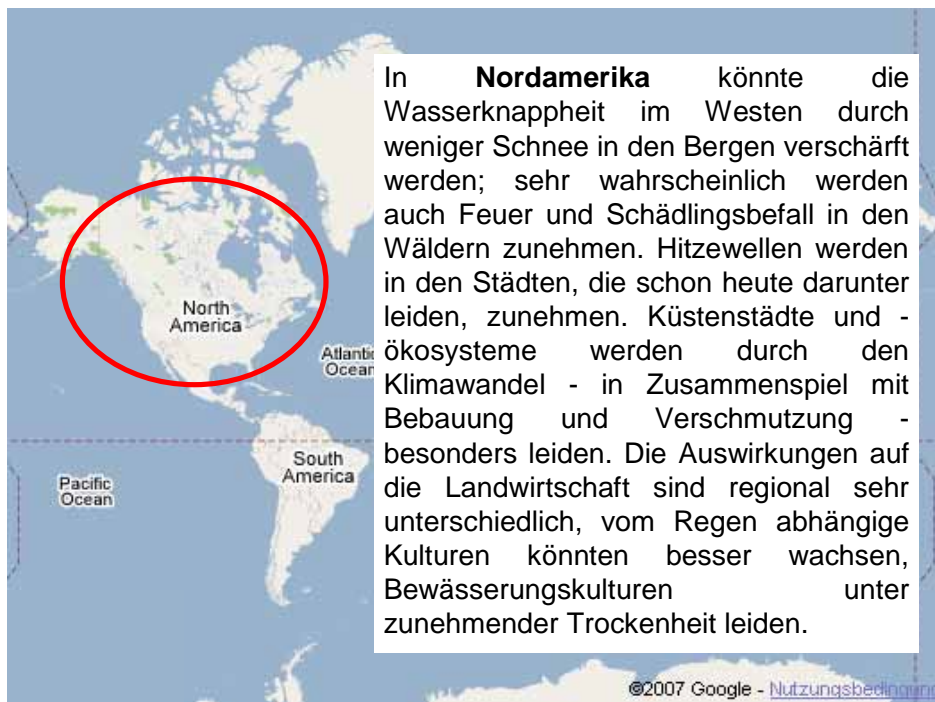 In Nordamerika könnte die
Wasserknappheit im Westen durch
weniger Schnee in den Bergen verschärft
werden; sehr wahrscheinlich werden
auch Feuer und Schädlingsbefall in den
Wäldern zunehmen. Hitzewellen werden
in den Städten, die schon heute darunter
leiden, zunehmen. Küstenstädte und -
ökosysteme werden durch den
Klimawandel - in Zusammenspiel mit
Bebauung und Verschmutzung -
besonders leiden. Die Auswirkungen auf
die Landwirtschaft sind regional sehr
unterschiedlich, vom Regen abhängige
Kulturen könnten besser wachsen,
Bewässerungskulturen unter
zunehmender Trockenheit leiden.
North
America
Atlantic
Ocean
South
America
Pacific
Ocean
©2007 Google - Nutzungsbedingung